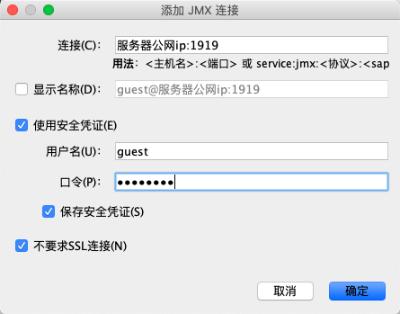 添加 JMX 连接
连接(C): 服务器公网ip:1919
用法: <主机名>:<端口> 或 service:jmx:<协议>:<sap
显示名称(D): guest@服务器公网ip:1919
使用安全凭证(E)
用户名(U): guest
口令(P): ●●●●●●●●
保存安全凭证(S)
不要求SSL连接(N)
取消 确定